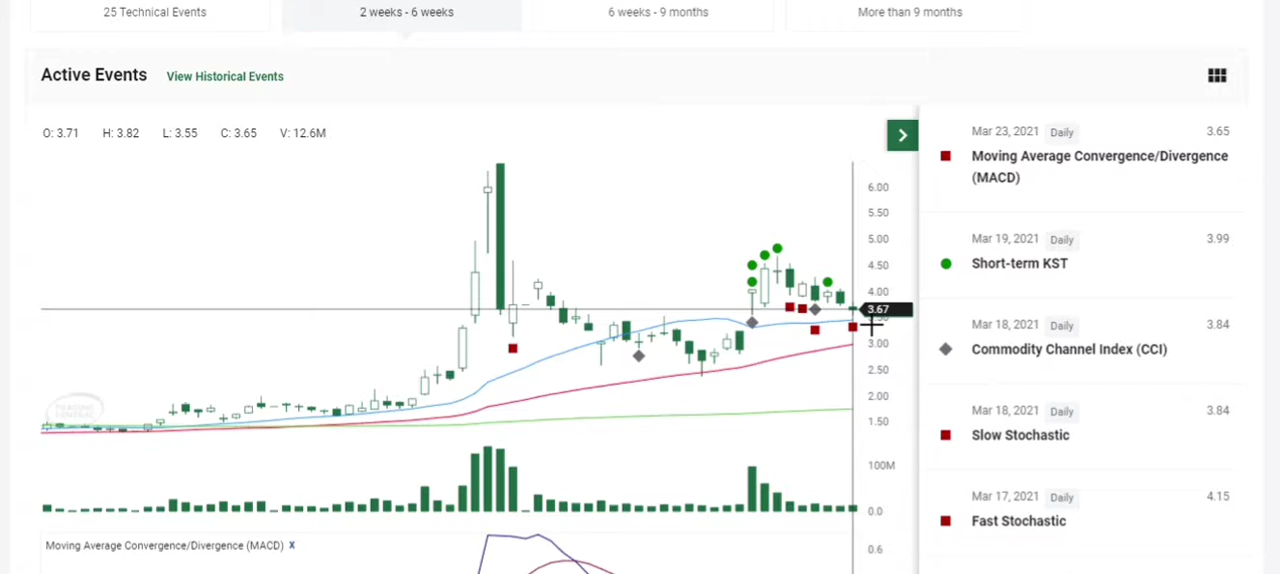 25 Technical Events
2 weeks - 6 weeks
6 weeks - 9 months
More than 9 months
Active Events
View Historical Events
O: 3.71 H: 3.82 L: 3.55 C: 3.65 V: 12.6M
6.00
5.50
5.00
4.50
4.00
3.67
3.00
2.50
2.00
1.50
100M
0.0
Moving Average Convergence/Divergence (MACD) X
0.6
Mar 23, 2021 Daily 3.65
Moving Average Convergence/Divergence
(MACD)
Mar 19, 2021 Daily 3.99
Short-term KST
Mar 18, 2021 Daily 3.84
Commodity Channel Index (CCI)
Mar 18, 2021 Daily 3.84
Slow Stochastic
Mar 17, 2021 Daily 4.15
Fast Stochastic